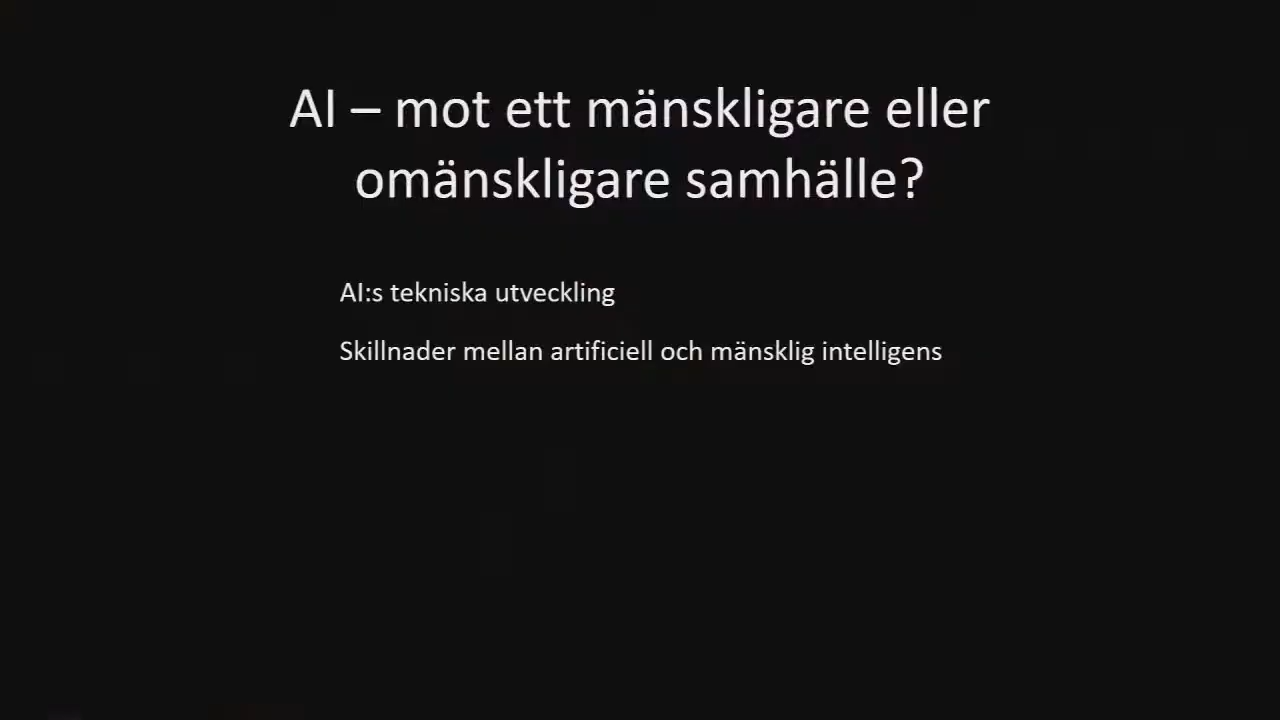 AI – mot ett mänskligare eller
omänskligare samhälle?
AI:s tekniska utveckling
Skillnader mellan artificiell och mänsklig intelligens